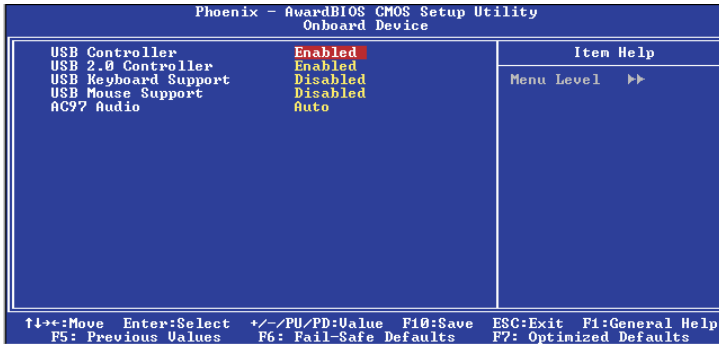 Phoenix - AwardBIOS CMOS Setup Utility
Onboard Device
USB Controller Enabled
USB 2.0 Controller Enabled
USB Keyboard Support Disabled
USB Mouse Support Disabled
AC97 Audio Auto
Item Help
Menu Level ▶▶
↑↓→←:Move Enter:Select +/-/PU/PD:Value F10:Save ESC:Exit F1:General Help
F5: Previous Values F6: Fail-Safe Defaults F7: Optimized Defaults